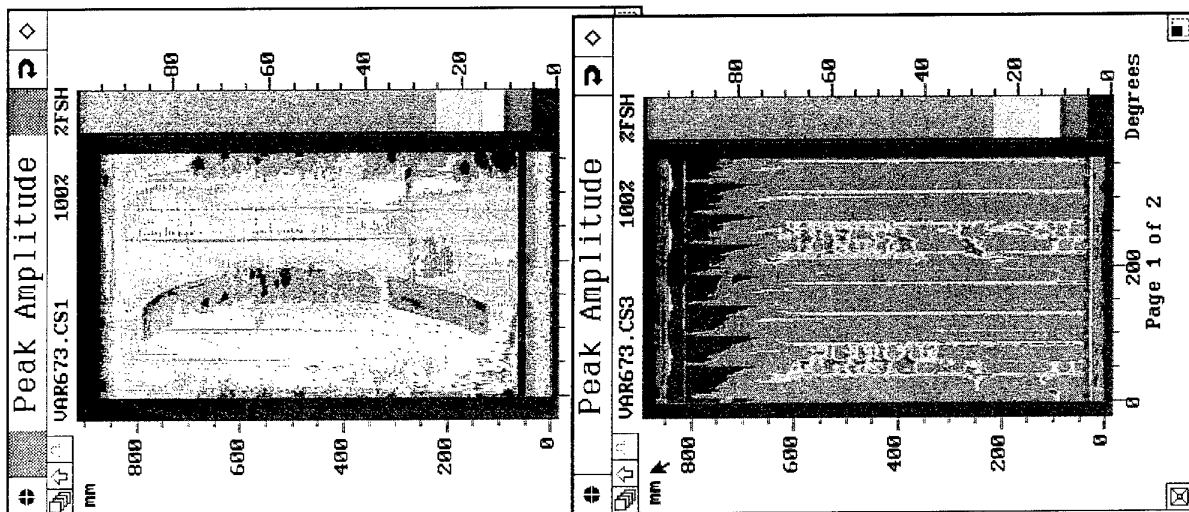 Peak Amplitude
VAR673.CS1 100% 2FSH
mm
800
600
400
200
0
80
60
40
20
0
Peak Amplitude
VAR673.CS3 100% 2FSH
mm
800
600
400
200
0
80
60
40
20
0
0 200 Degrees
Page 1 of 2